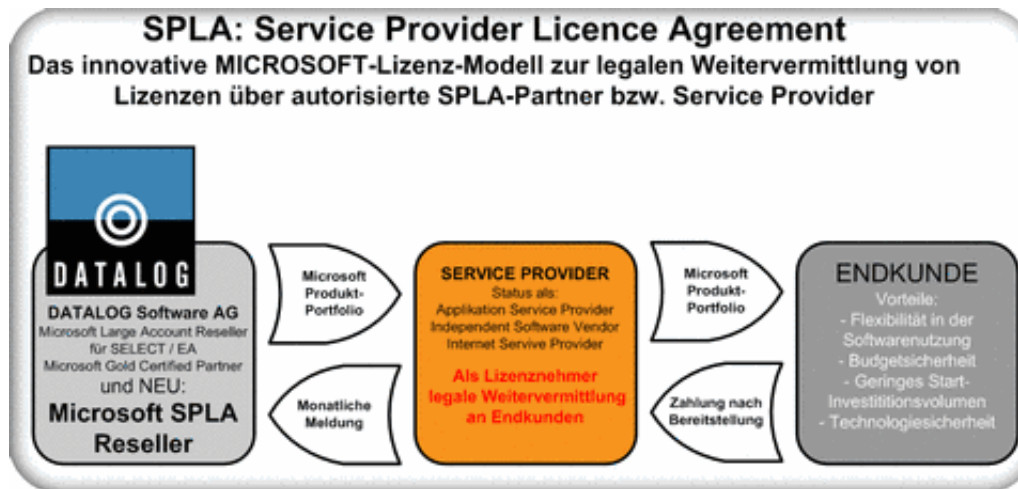 SPLA: Service Provider Licence Agreement
Das innovative MICROSOFT-Lizenz-Modell zur legalen Weitervermittlung von
Lizenzen über autorisierte SPLA-Partner bzw. Service Provider
DATALOG
DATALOG Software AG
Microsoft Large Account Reseller
für SELECT / EA
Microsoft Gold Certified Partner
und NEU:
Microsoft SPLA
Reseller
Microsoft
Produkt-
Portfolio
Monatliche
Meldung
SERVICE PROVIDER
Status als:
Applikation Service Provider
Independent Software Vendor
Internet Servive Provider
Als Lizenznehmer
legale Weitervermittlung
an Endkunden
Microsoft
Produkt-
Portfolio
Zahlung nach
Bereitstellung
ENDKUNDE
Vorteile:
- Flexibilität in der
Softwarenutzung
- Budgetsicherheit
- Geringes Start-
Investititionsvolumen
- Technologiesicherheit